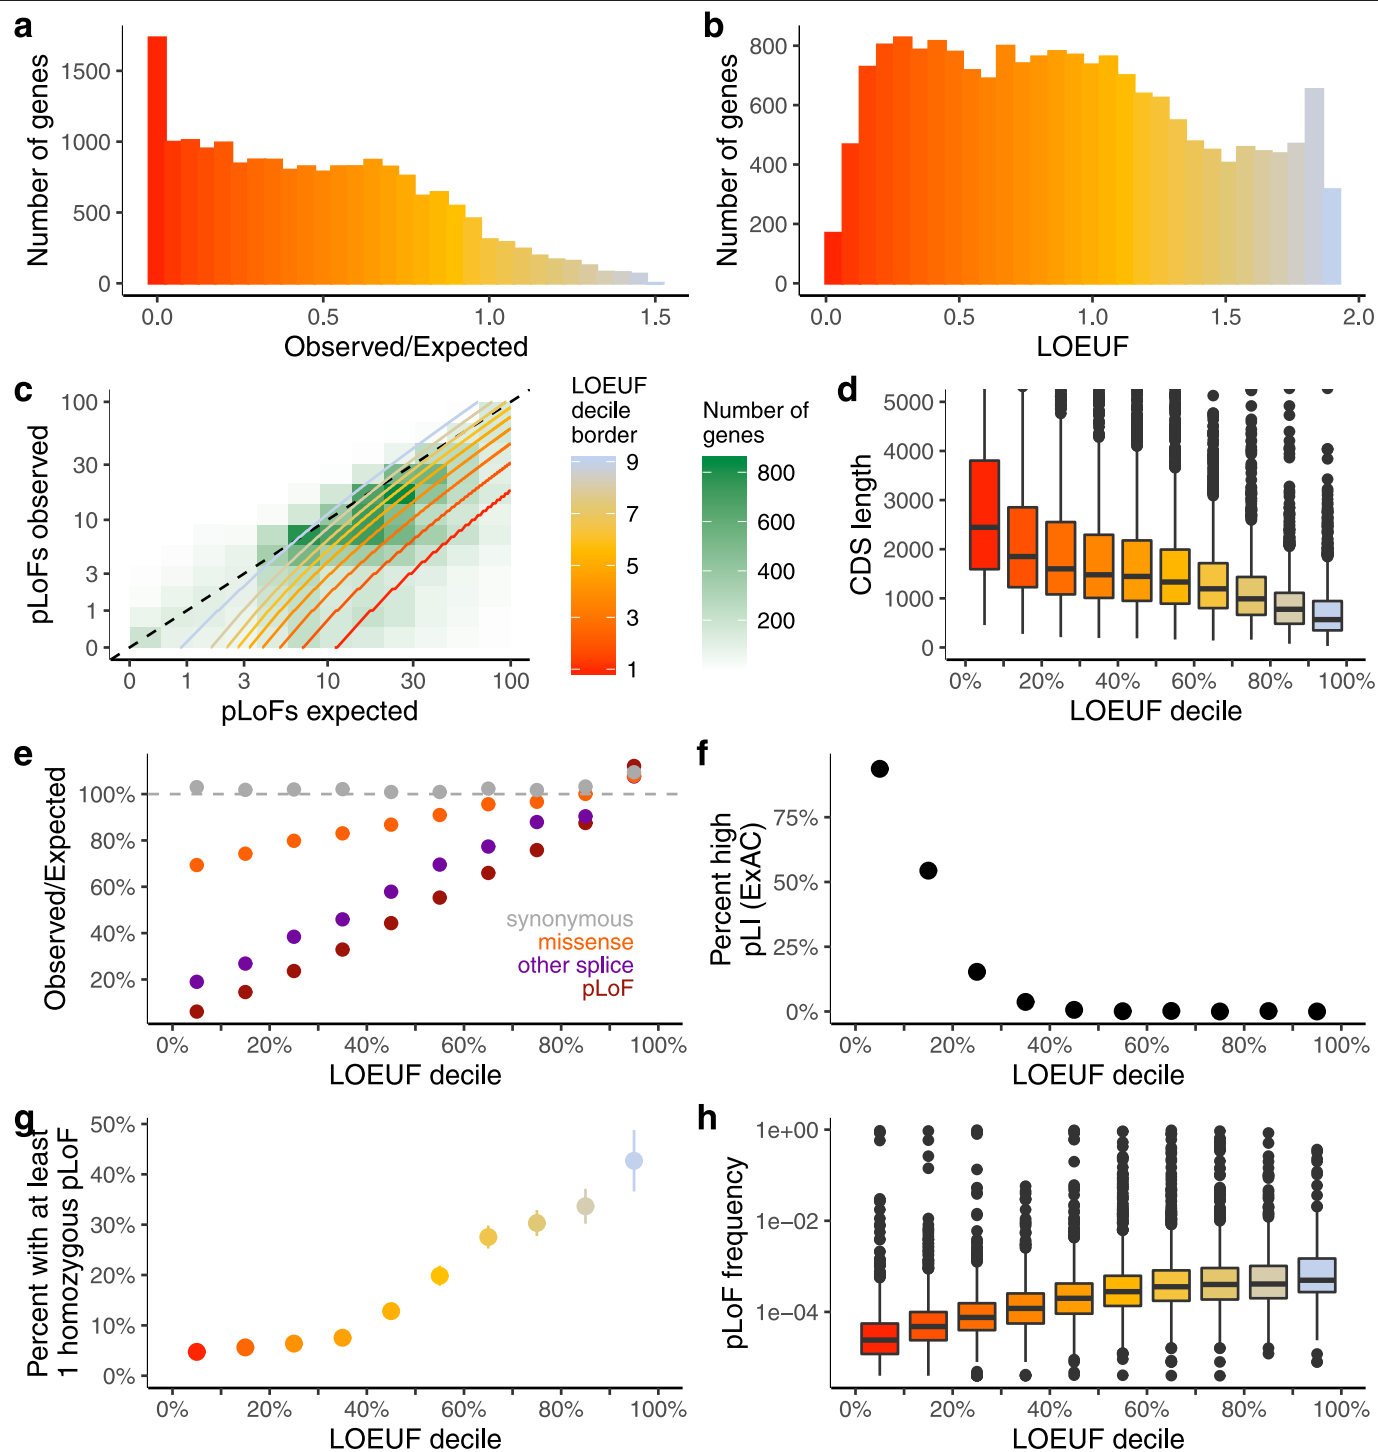 a
Number of genes
1500
1000
500
0
0.0 0.5 1.0 1.5
Observed/Expected
b
Number of genes
800
600
400
200
0
0.0 0.5 1.0 1.5 2.0
LOEUF
c
pLoFs observed
100
30
10
3
1
0
0 1 3 10 30 100
pLoFs expected
LOEUF
decile
border
9
7
5
3
1
Number of
genes
800
600
400
200
d
CDS length
5000
4000
3000
2000
1000
0
0% 20% 40% 60% 80% 100%
LOEUF decile
e
Observed/Expected
100%
80%
60%
40%
20%
synonymous
missense
other splice
pLoF
0% 20% 40% 60% 80% 100%
LOEUF decile
f
Percent high
pLI (ExAC)
75%
50%
25%
0%
0% 20% 40% 60% 80% 100%
LOEUF decile
g
Percent with at least
1 homozygous pLoF
50%
40%
30%
20%
10%
0%
0% 20% 40% 60% 80% 100%
LOEUF decile
h
pLoF frequency
1e+00
1e−02
1e−04
0% 20% 40% 60% 80% 100%
LOEUF decile